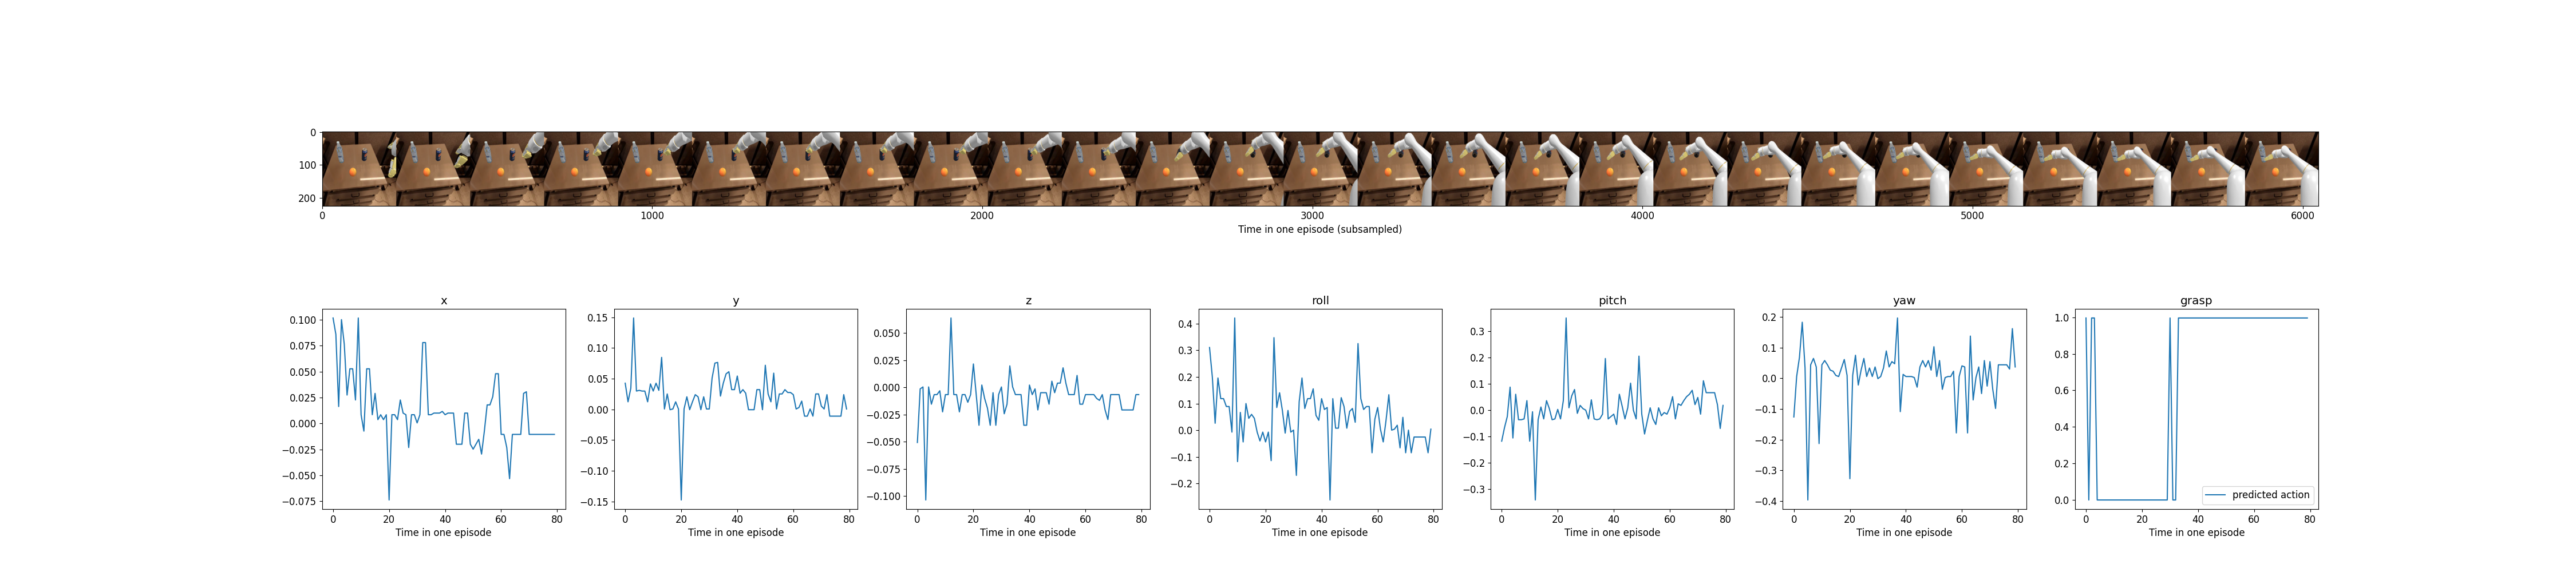 0
100
200
0 1000 2000 3000 4000 5000 6000
Time in one episode (subsampled)
x
0.100
0.075
0.050
0.025
0.000
−0.025
−0.050
−0.075
0 20 40 60 80
Time in one episode
y
0.15
0.10
0.05
0.00
−0.05
−0.10
−0.15
0 20 40 60 80
Time in one episode
z
0.050
0.025
0.000
−0.025
−0.050
−0.075
−0.100
0 20 40 60 80
Time in one episode
roll
0.4
0.3
0.2
0.1
0.0
−0.1
−0.2
0 20 40 60 80
Time in one episode
pitch
0.3
0.2
0.1
0.0
−0.1
−0.2
−0.3
0 20 40 60 80
Time in one episode
yaw
0.2
0.1
0.0
−0.1
−0.2
−0.3
−0.4
0 20 40 60 80
Time in one episode
grasp
1.0
0.8
0.6
0.4
0.2
0.0
predicted action
0 20 40 60 80
Time in one episode